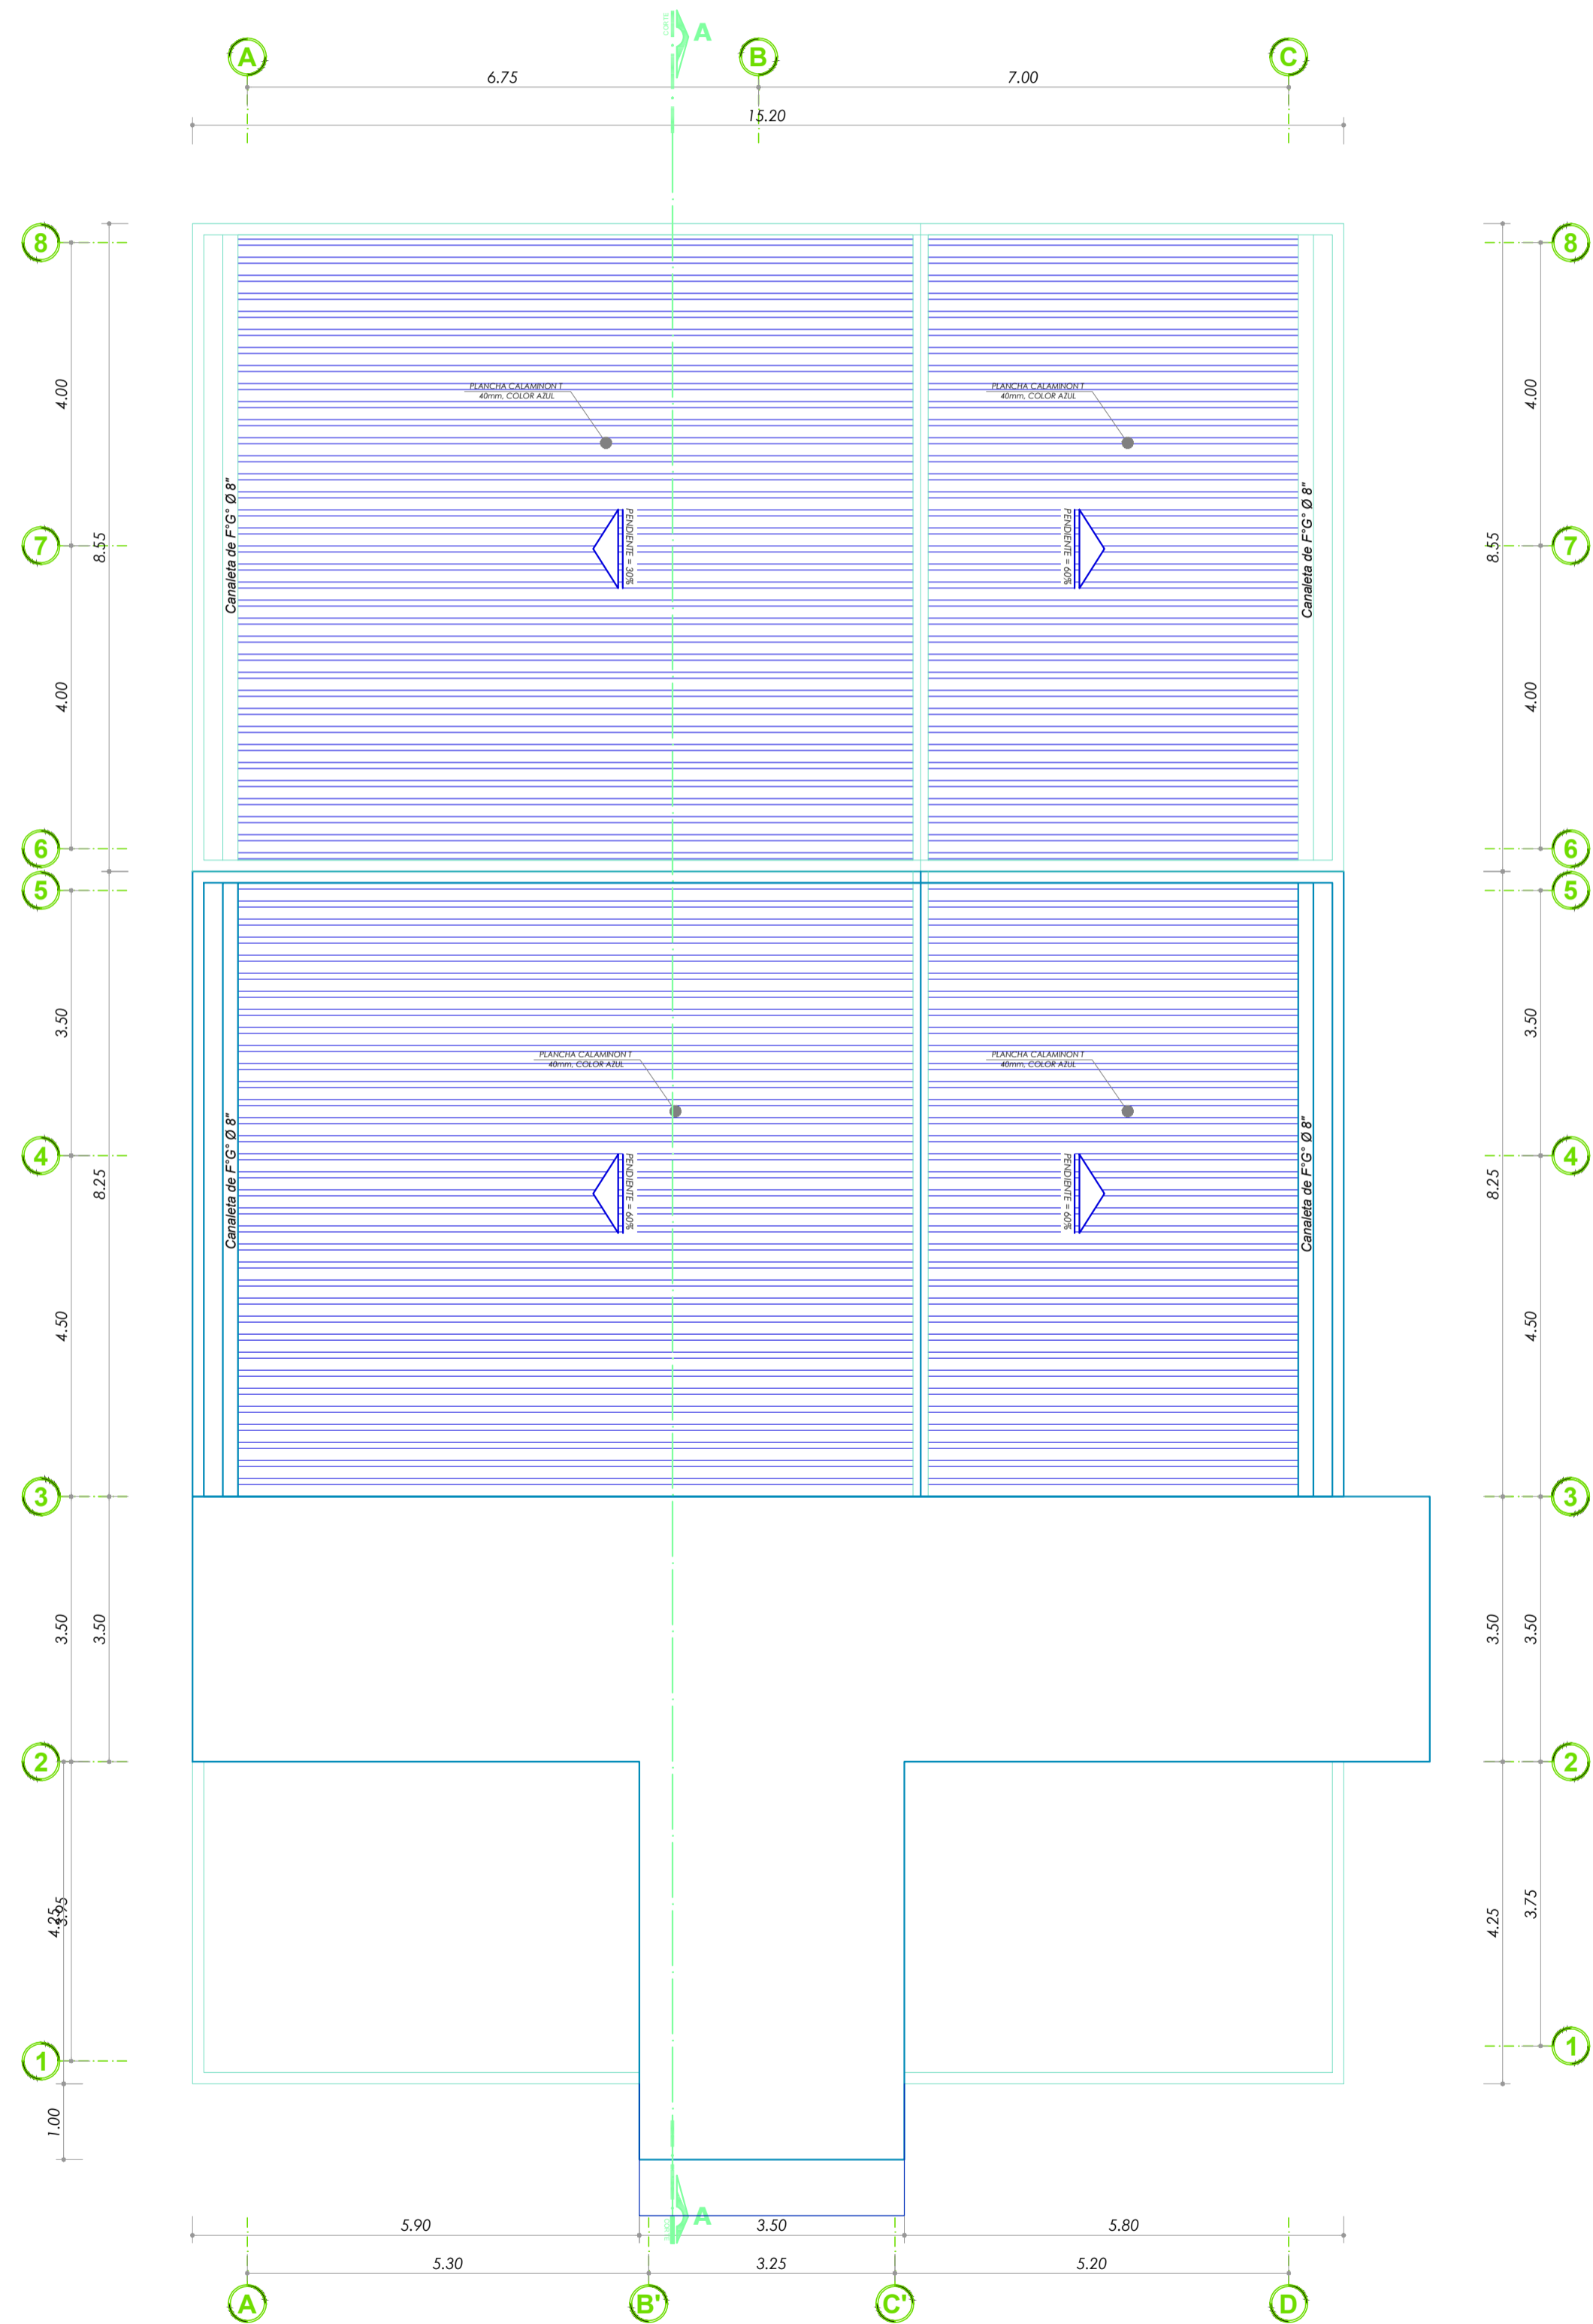 CORTE
A
A
B
C
6.75
7.00
15.20
8
8
4.00
4.00
PLANCHA CALAMINON T
40mm, COLOR AZUL
PLANCHA CALAMINON T
40mm, COLOR AZUL
Canaleta de F°G° Ø 8"
Canaleta de F°G° Ø 8"
PENDIENTE = 30%
PENDIENTE = 60%
7
8.55
8.55
7
4.00
4.00
6
6
5
5
3.50
3.50
PLANCHA CALAMINON T
40mm, COLOR AZUL
PLANCHA CALAMINON T
40mm, COLOR AZUL
Canaleta de F°G° Ø 8"
Canaleta de F°G° Ø 8"
4
4
8.25
8.25
PENDIENTE = 60%
PENDIENTE = 60%
4.50
4.50
3
3
3.50
3.50
3.50
3.50
2
2
4.25
3.95
4.25
3.75
1
1
1.00
CORTE
A
5.90
3.50
5.80
5.30
3.25
5.20
A
B'
C'
D